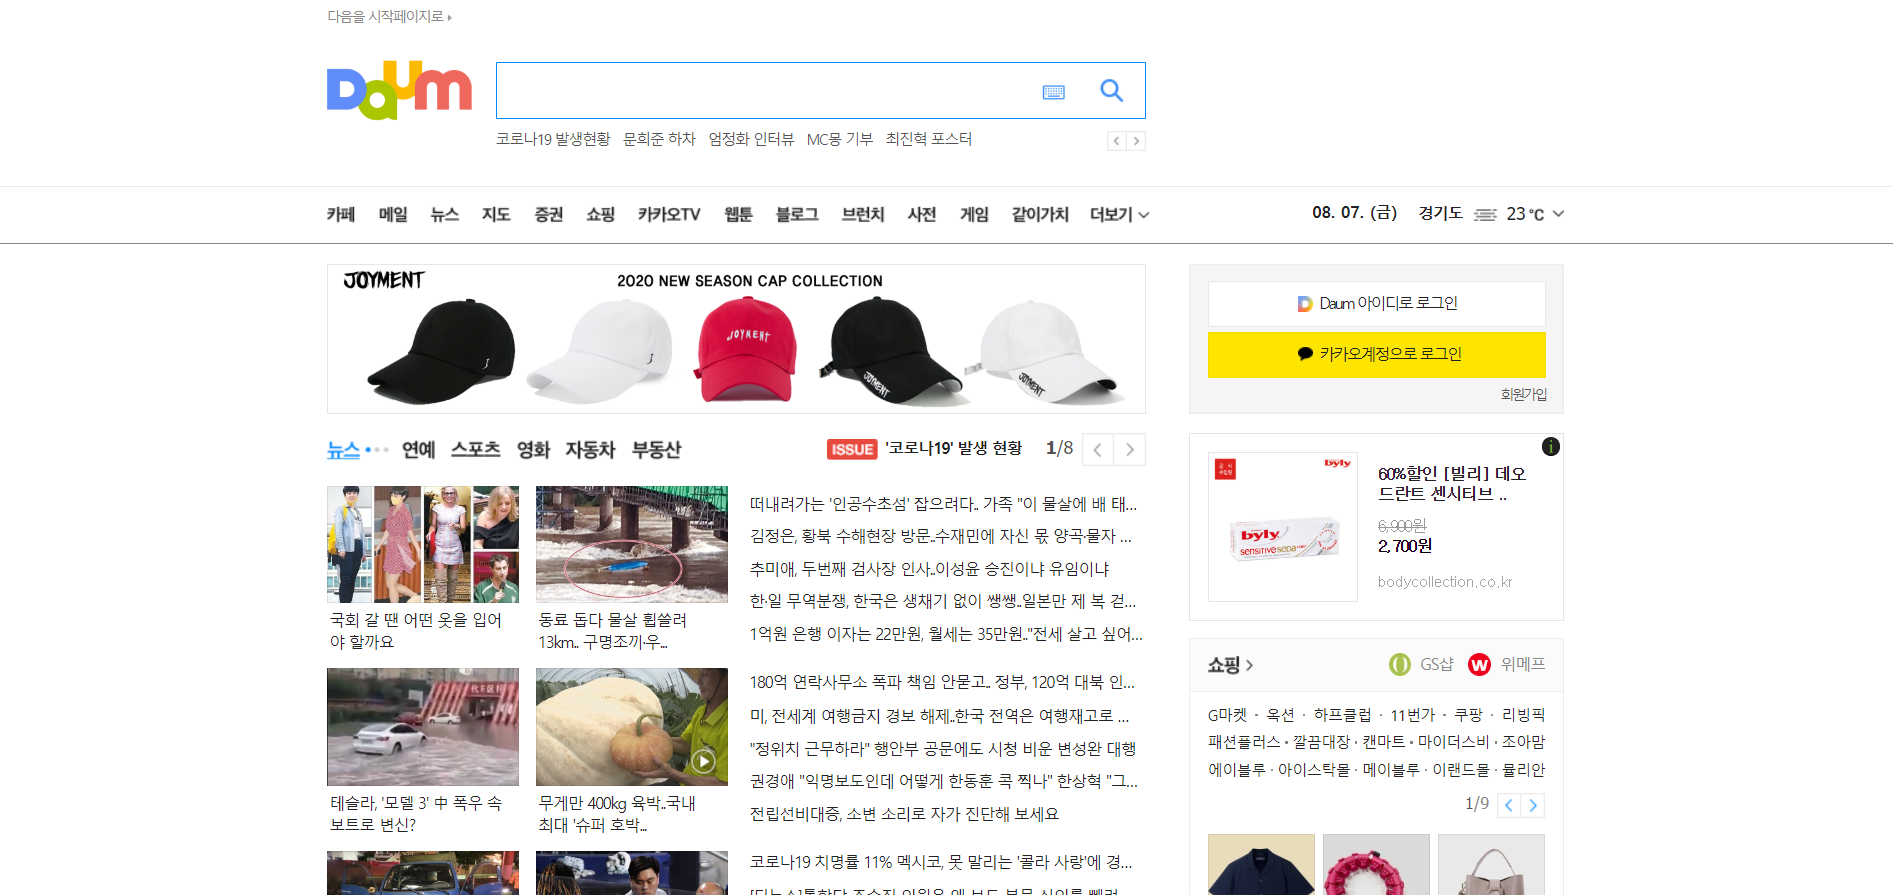 다음을 시작페이지로
Daum
코로나19 발생현황 문희준 하차 엄정화 인터뷰 MC몽 기부 최진혁 포스터
카페 메일 뉴스 지도 증권 쇼핑 카카오TV 웹툰 블로그 브런치 사전 게임 같이가치 더보기
08. 07. (금) 경기도 23℃
JOYMENT
2020 NEW SEASON CAP COLLECTION
JOYMENT
JOYMENT
JOYMENT
Daum 아이디로 로그인
카카오계정으로 로그인
회원가입
뉴스 연예 스포츠 영화 자동차 부동산
ISSUE '코로나19' 발생 현황 1/8
국회 갈 땐 어떤 옷을 입어
야 할까요
동료 돕다 물살 휩쓸려
13km.. 구명조끼·우...
테슬라, '모델 3' 中 폭우 속
보트로 변신?
무게만 400kg 육박..국내
최대 '슈퍼 호박...
떠내려가는 '인공수초섬' 잡으려다.. 가족 "이 물살에 배 태...
김정은, 황북 수해현장 방문..수재민에 자신 몫 양곡·물자 ...
추미애, 두번째 검사장 인사..이성윤 승진이냐 유임이냐
한·일 무역분쟁, 한국은 생채기 없이 쌩쌩..일본만 제 복 걷...
1억원 은행 이자는 22만원, 월세는 35만원.."전세 살고 싶어...
180억 연락사무소 폭파 책임 안묻고.. 정부, 120억 대북 인...
미, 전세계 여행금지 경보 해제..한국 전역은 여행재고로 ...
"정위치 근무하라" 행안부 공문에도 시청 비운 변성완 대행
권경애 "익명보도인데 어떻게 한동훈 콕 찍나" 한상혁 "그...
전립선비대증, 소변 소리로 자가 진단해 보세요
코로나19 치명률 11% 멕시코, 못 말리는 '콜라 사랑'에 경...
byly
byly
sensitive seda
60%할인 [빌리] 데오
드란트 센시티브 ..
6,900원
2,700원
bodycollection.co.kr
쇼핑 GS샵 위메프
G마켓 · 옥션 · 하프클럽 · 11번가 · 쿠팡 · 리빙픽
패션플러스 · 깔끔대장 · 캔마트 · 마이더스비 · 조아맘
에이블루 · 아이스탁몰 · 메이블루 · 이랜드몰 · 뮬리안
1/9